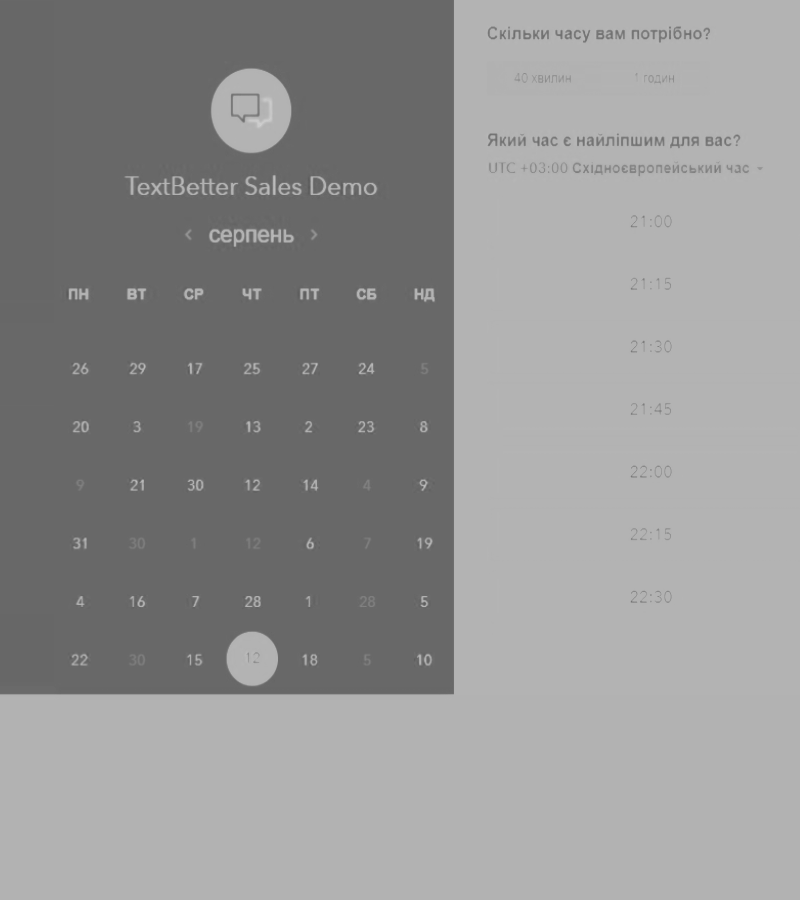 TextBetter Sales Demo
серпень
ПН ВТ СР ЧТ ПТ СБ НД
26 29 17 25 27 24 5
20 3 19 13 2 23 8
9 21 30 12 14 4 9
31 30 1 12 6 7 19
4 16 7 28 1 28 5
22 30 15 12 18 5 10
Скільки часу вам потрібно?
40 хвилин 1 годин
Який час є найліпшим для вас?
UTC +03:00 Східноєвропейський час
21:00
21:15
21:30
21:45
22:00
22:15
22:30